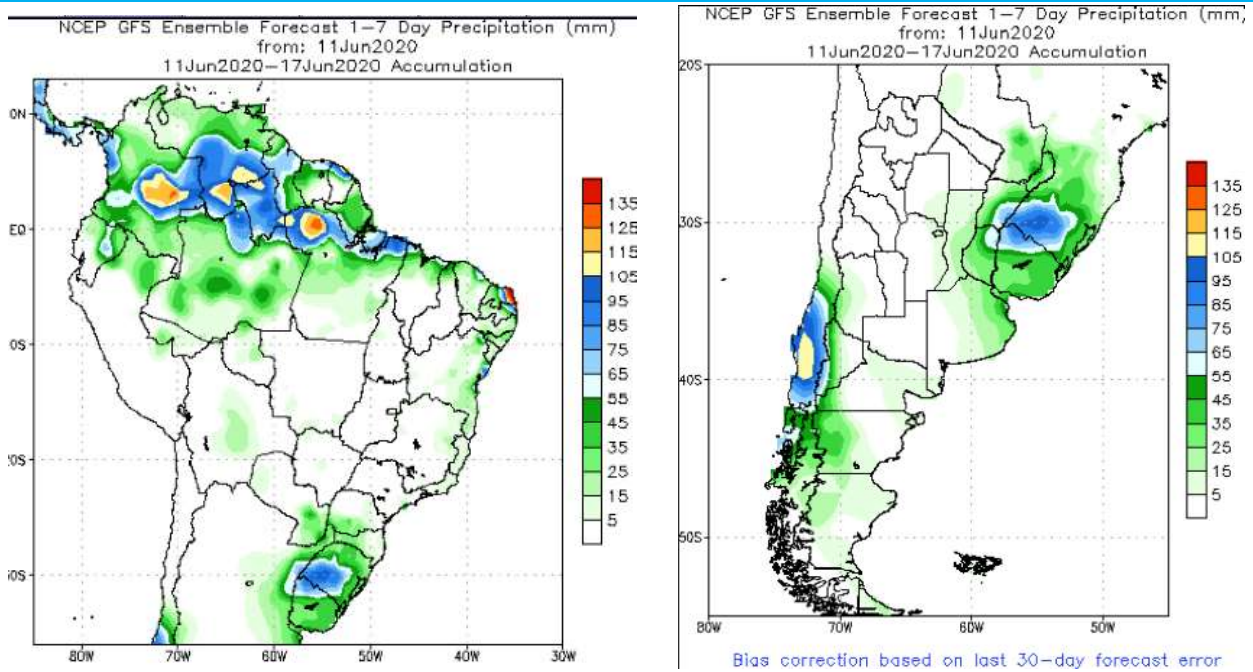 NCEP GFS Ensemble Forecast 1-7 Day Precipitation (mm)
from: 11Jun2020
11Jun2020-17Jun2020 Accumulation
0N
EQ
0S
20S
30S
80W
70W
60W
50W
40W
30W
135
125
115
105
95
85
75
65
55
45
35
25
15
5
NCEP GFS Ensemble Forecast 1-7 Day Precipitation (mm)
from: 11Jun2020
11Jun2020-17Jun2020 Accumulation
20S
30S
40S
50S
80W
70W
60W
50W
135
125
115
105
95
85
75
65
55
45
35
25
15
5
Bias correction based on last 30-day forecast error